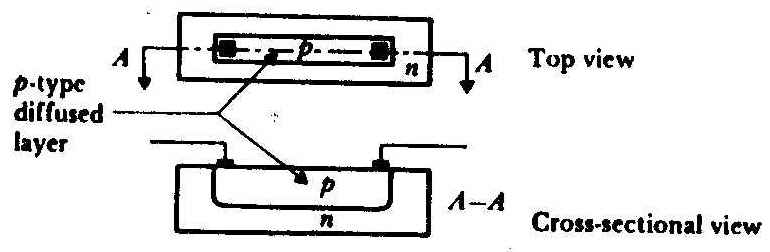 p
A
n
A
Top view
p-type
diffused
layer
p
n
A–A
Cross-sectional view